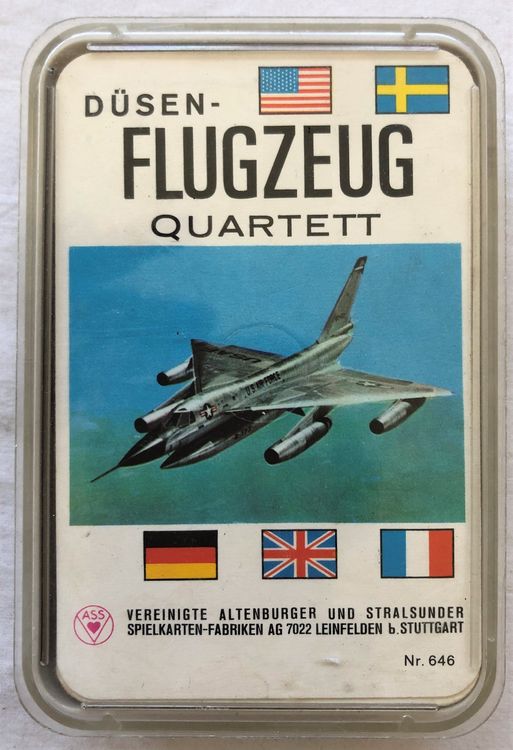 DÜSEN-
FLUGZEUG
QUARTETT
U.S. AIR FORCE
ASS
VEREINIGTE ALTENBURGER UND STRALSUNDER
SPIELKARTEN-FABRIKEN AG 7022 LEINFELDEN b.STUTTGART
Nr. 646